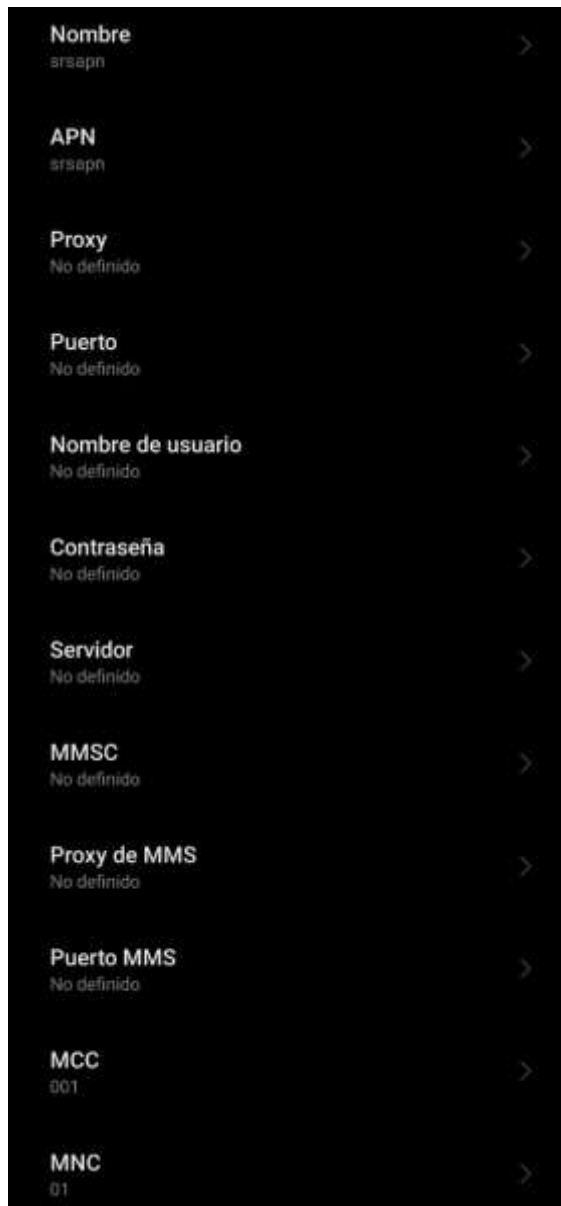 Nombre
srsapn
APN
srsapn
Proxy
No definido
Puerto
No definido
Nombre de usuario
No definido
Contraseña
No definido
Servidor
No definido
MMSC
No definido
Proxy de MMS
No definido
Puerto MMS
No definido
MCC
001
MNC
01